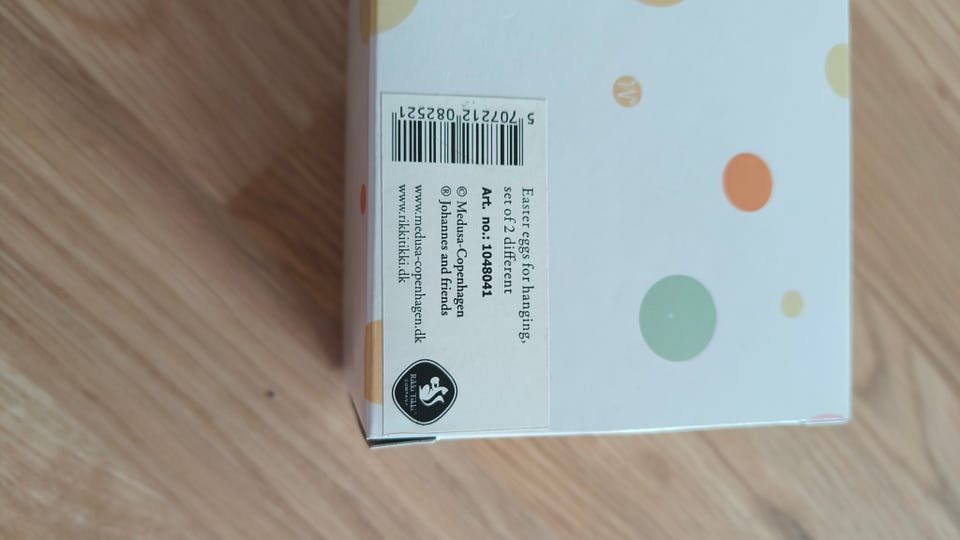 Easter eggs for hanging,
set of 2 different
Art. no.: 1048041
© Medusa-Copenhagen
® Johannes and friends
www.medusa-copenhagen.dk
www.rikkitikki.dk
5 707212 082521
Rikki Tikki
COMPANY
M